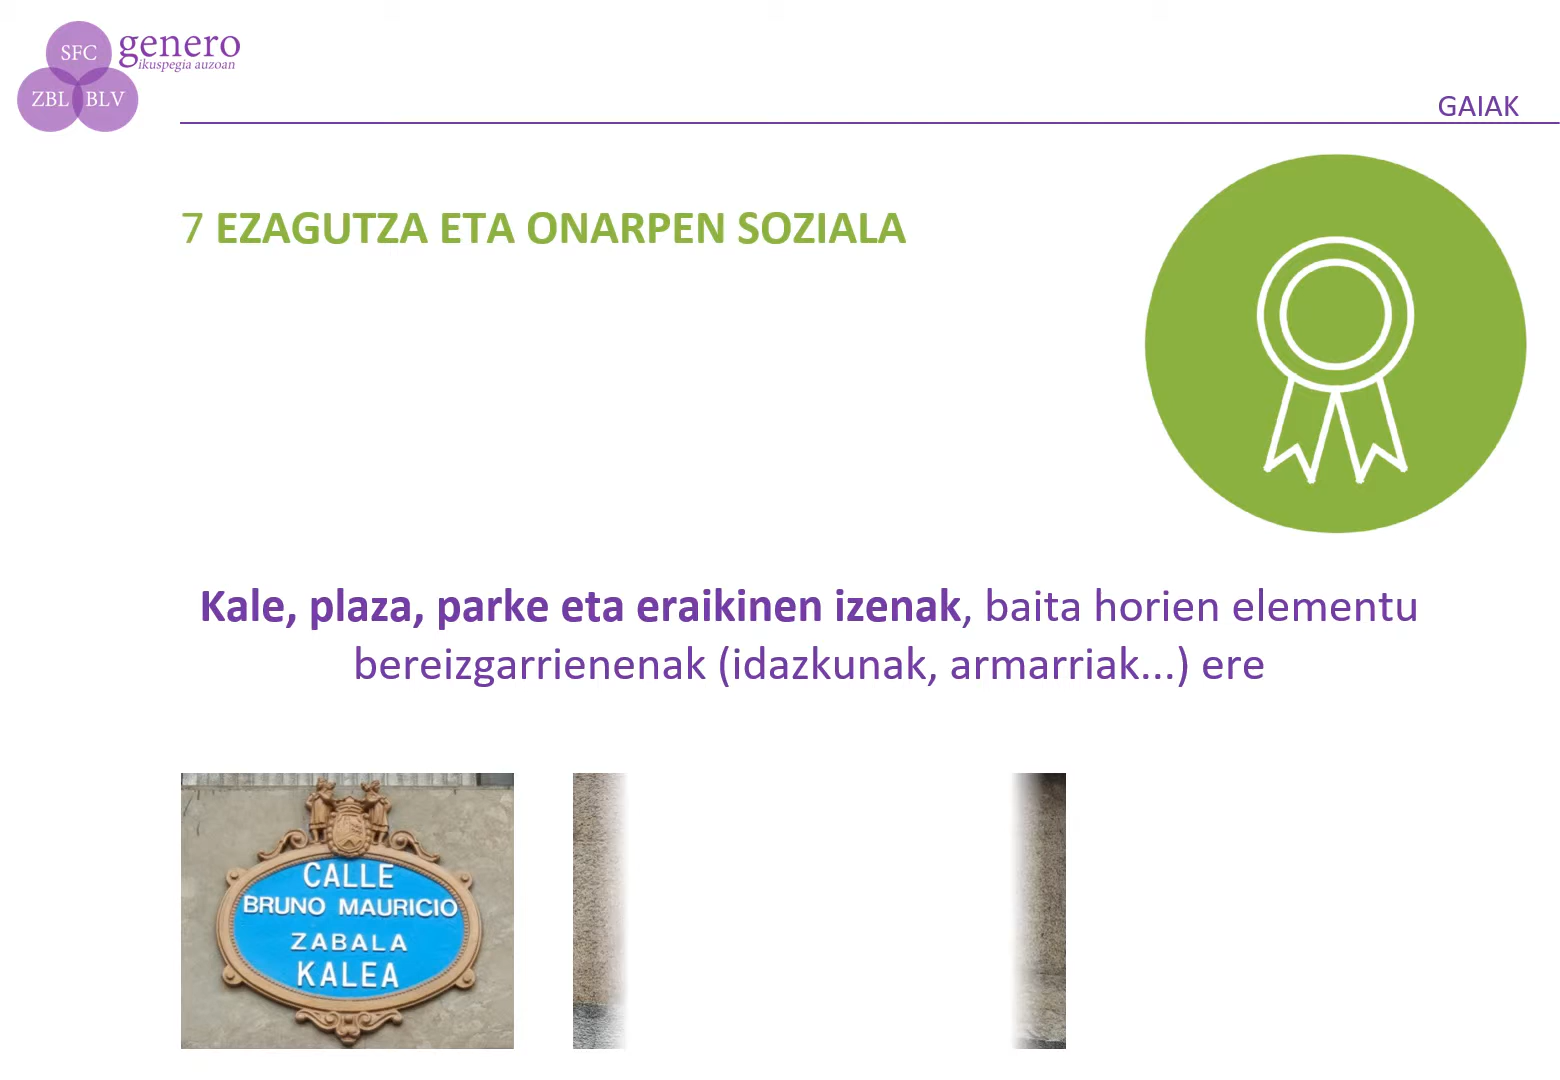 SFC
genero
ikuspegia auzoan
ZBL BLV
GAIAK
7 EZAGUTZA ETA ONARPEN SOZIALA
Kale, plaza, parke eta eraikinen izenak, baita horien elementu
bereizgarrienenak (idazkunak, armarriak...) ere
CALLE
BRUNO MAURICIO
ZABALA
KALEA